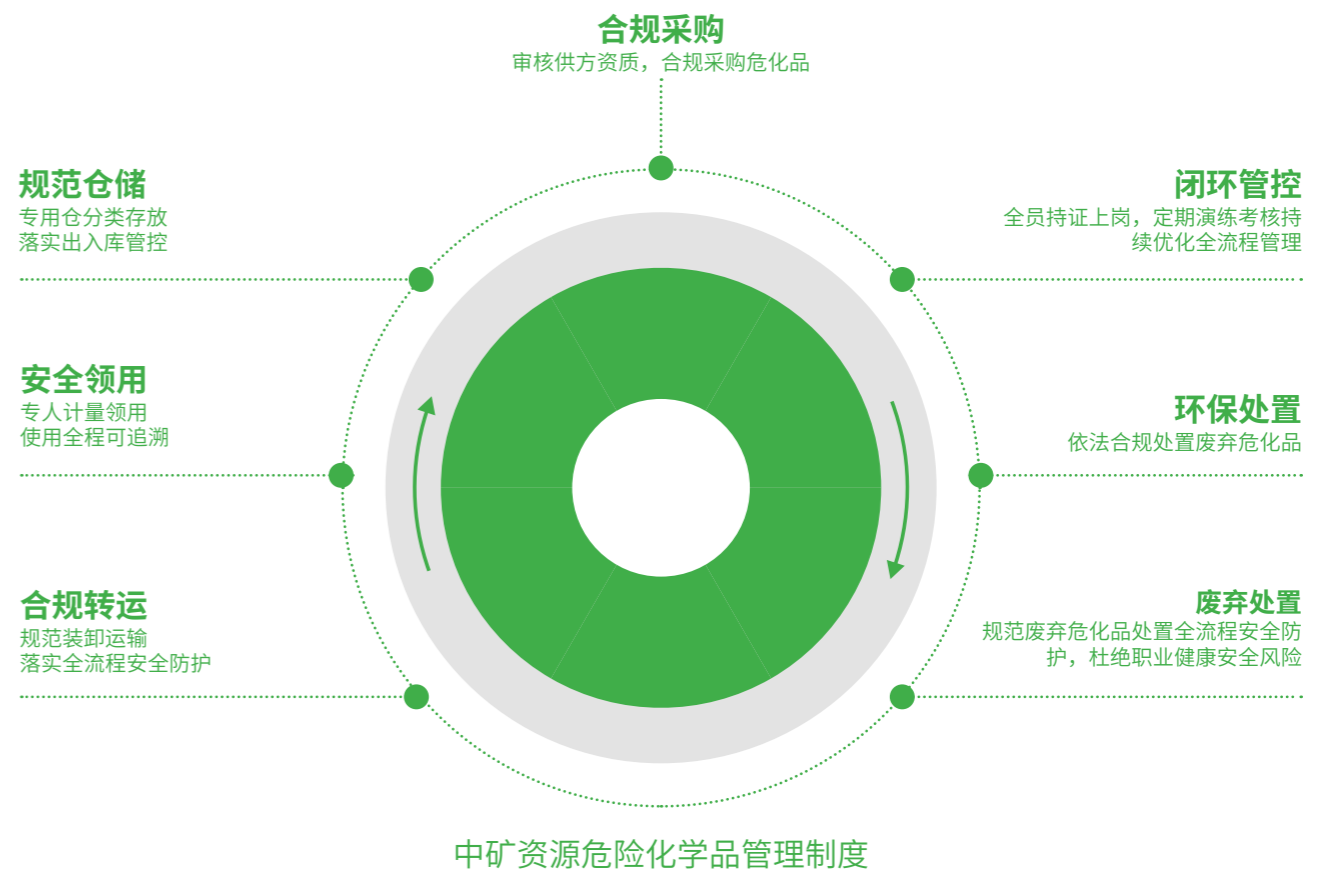 合规采购
审核供方资质，合规采购危化品
规范仓储
专用仓分类存放
落实出入库管控
闭环管控
全员持证上岗，定期演练考核持
续优化全流程管理
安全领用
专人计量领用
使用全程可追溯
环保处置
依法合规处置废弃危化品
合规转运
规范装卸运输
落实全流程安全防护
废弃处置
规范废弃危化品处置全流程安全防
护，杜绝职业健康安全风险
中矿资源危险化学品管理制度